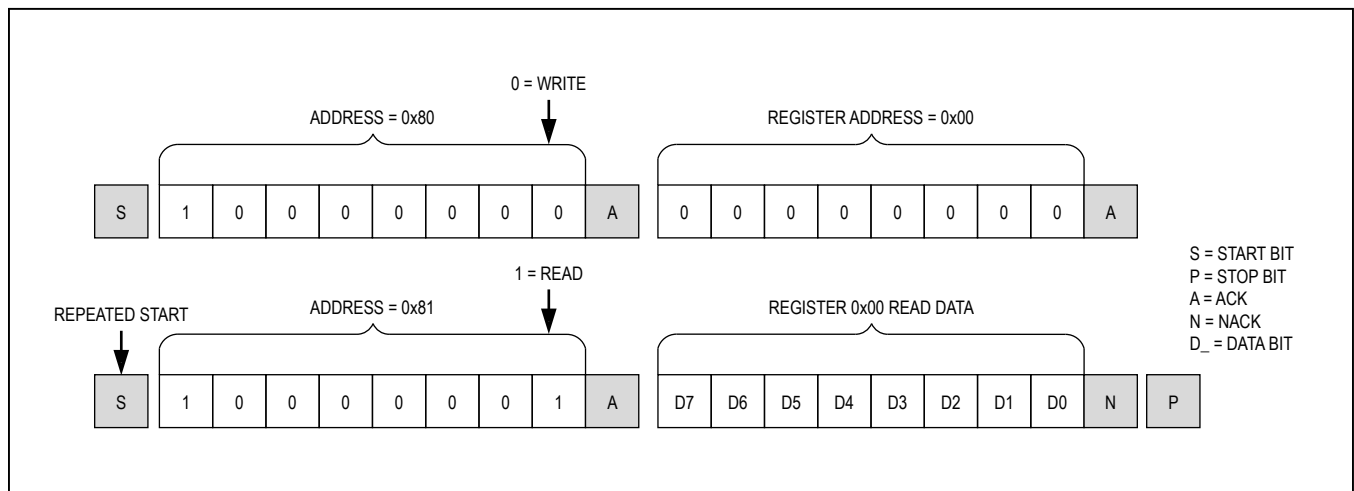 0 = WRITE
ADDRESS = 0x80 REGISTER ADDRESS = 0x00
S 1 0 0 0 0 0 0 0 A 0 0 0 0 0 0 0 0 A
1 = READ
REPEATED START ADDRESS = 0x81 REGISTER 0x00 READ DATA
S 1 0 0 0 0 0 0 1 A D7 D6 D5 D4 D3 D2 D1 D0 N P
S = START BIT
P = STOP BIT
A = ACK
N = NACK
D_ = DATA BIT